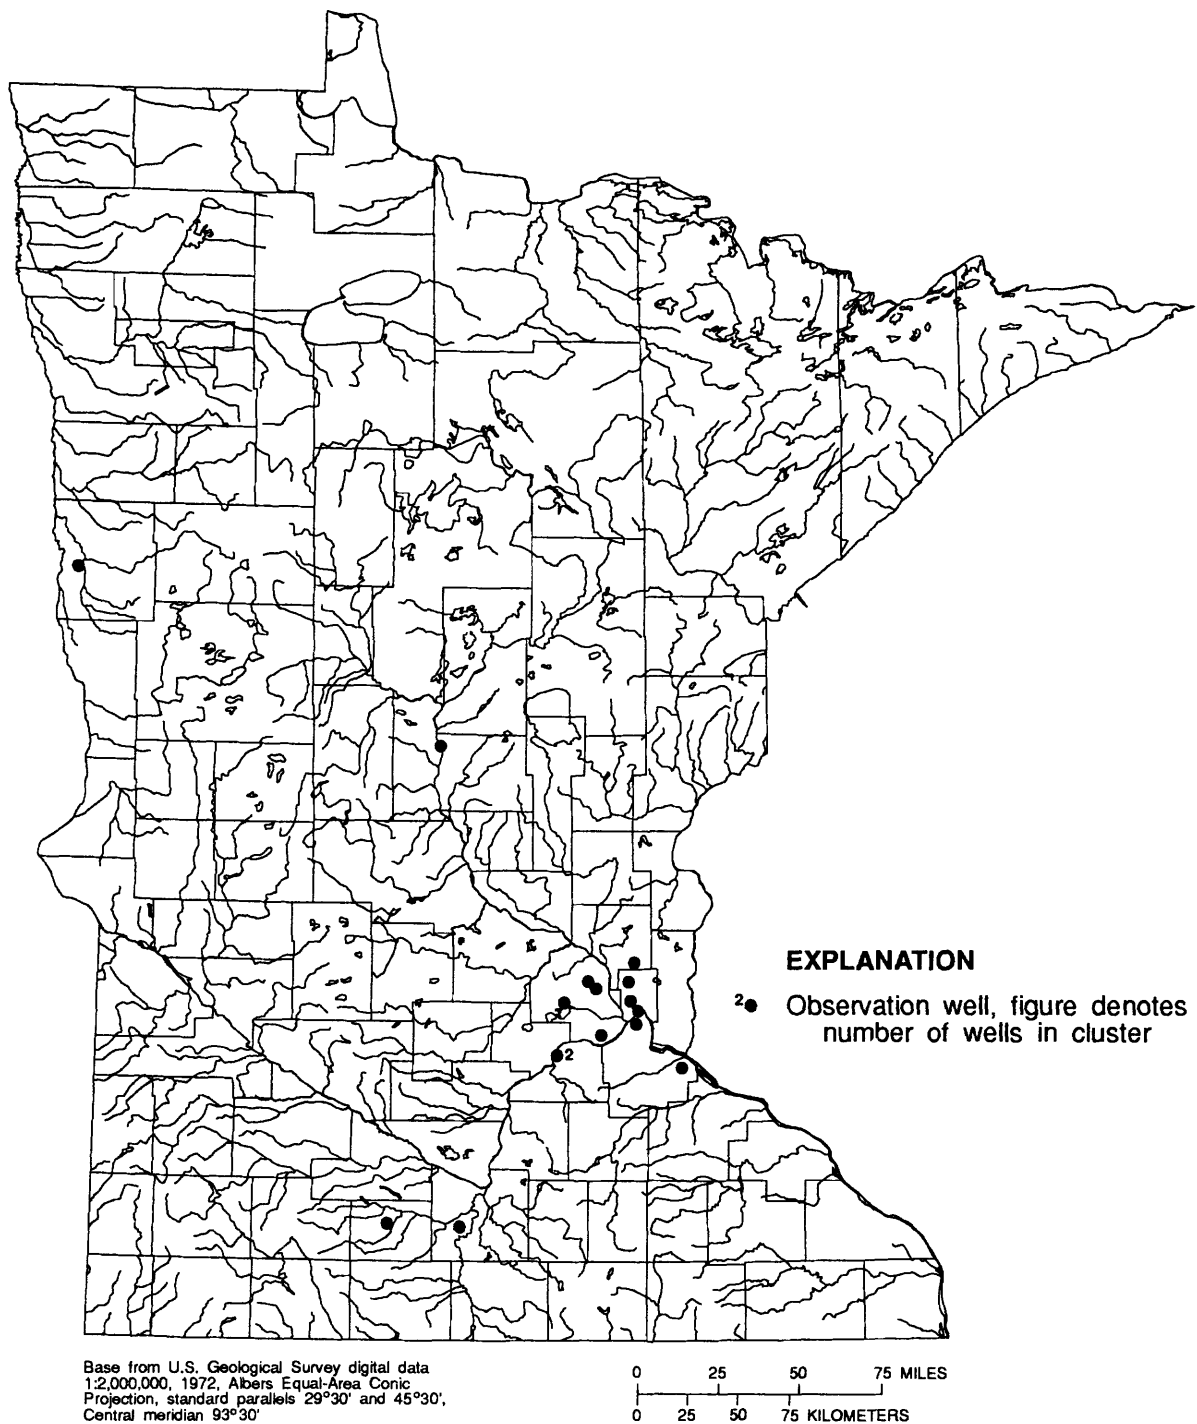 EXPLANATION
2 Observation well, figure denotes
number of wells in cluster
2
Base from U.S. Geological Survey digital data
1:2,000,000, 1972, Albers Equal-Area Conic
Projection, standard parallels 29°30' and 45°30',
Central meridian 93°30'
0 25 50 75 MILES
0 25 50 75 KILOMETERS